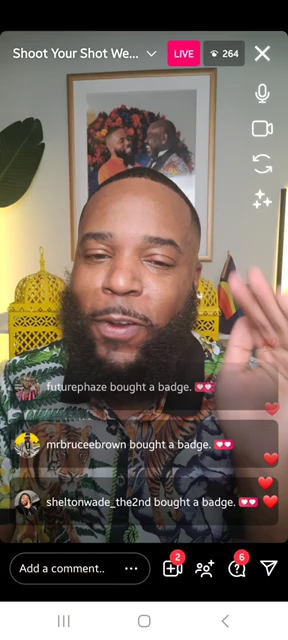 Shoot Your Shot We...
LIVE
264
futurephaze bought a badge.
mrbruceebrown bought a badge.
sheltonwade_the2nd bought a badge.
Add a comment..
2
6